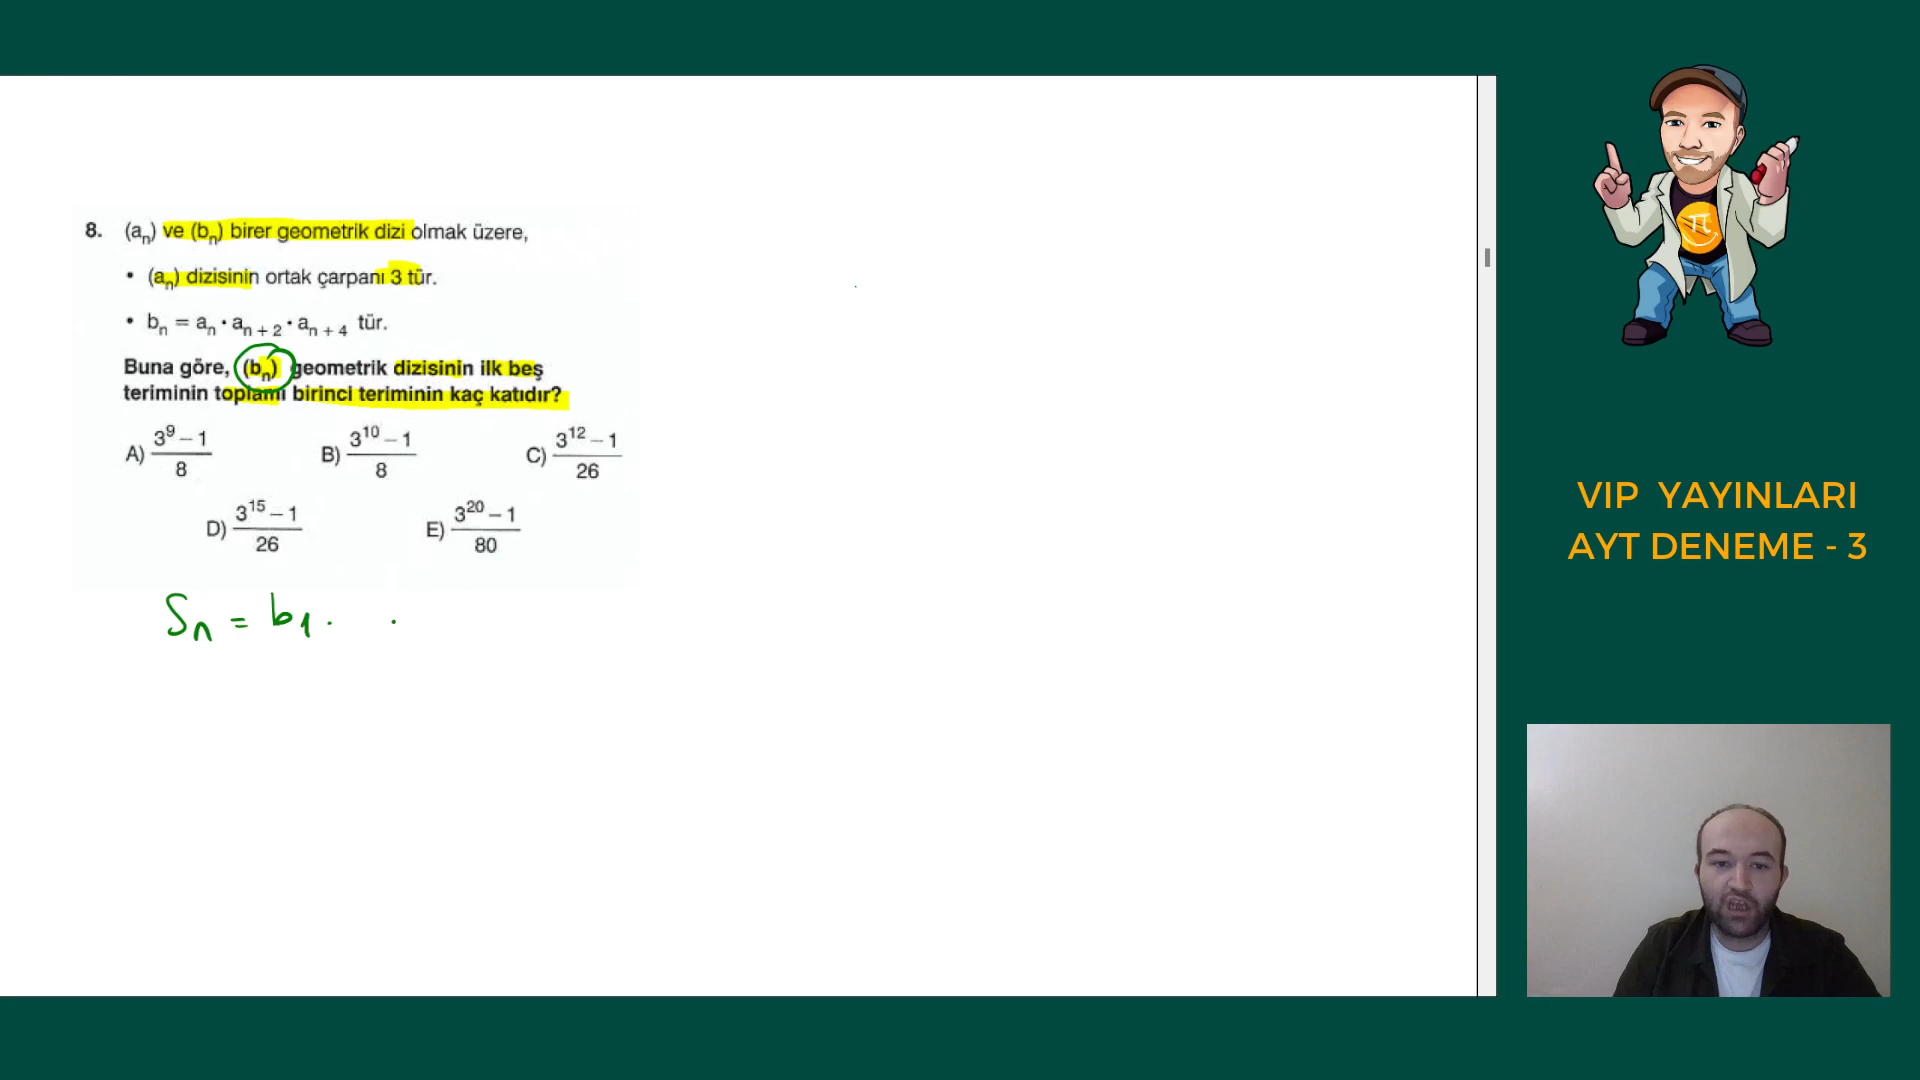 8. (aₙ) ve (bₙ) birer geometrik dizi olmak üzere,
• (aₙ) dizisinin ortak çarpanı 3 tür.
• bₙ = aₙ · aₙ₊₂ · aₙ₊₄ tür.
Buna göre, (bₙ) geometrik dizisinin ilk beş
teriminin toplamı birinci teriminin kaç katıdır?
A) (3⁹ – 1)/8 B) (3¹⁰ – 1)/8 C) (3¹² – 1)/26
D) (3¹⁵ – 1)/26 E) (3²⁰ – 1)/80
Sₙ = b₁ · ·
π
VIP YAYINLARI
AYT DENEME - 3